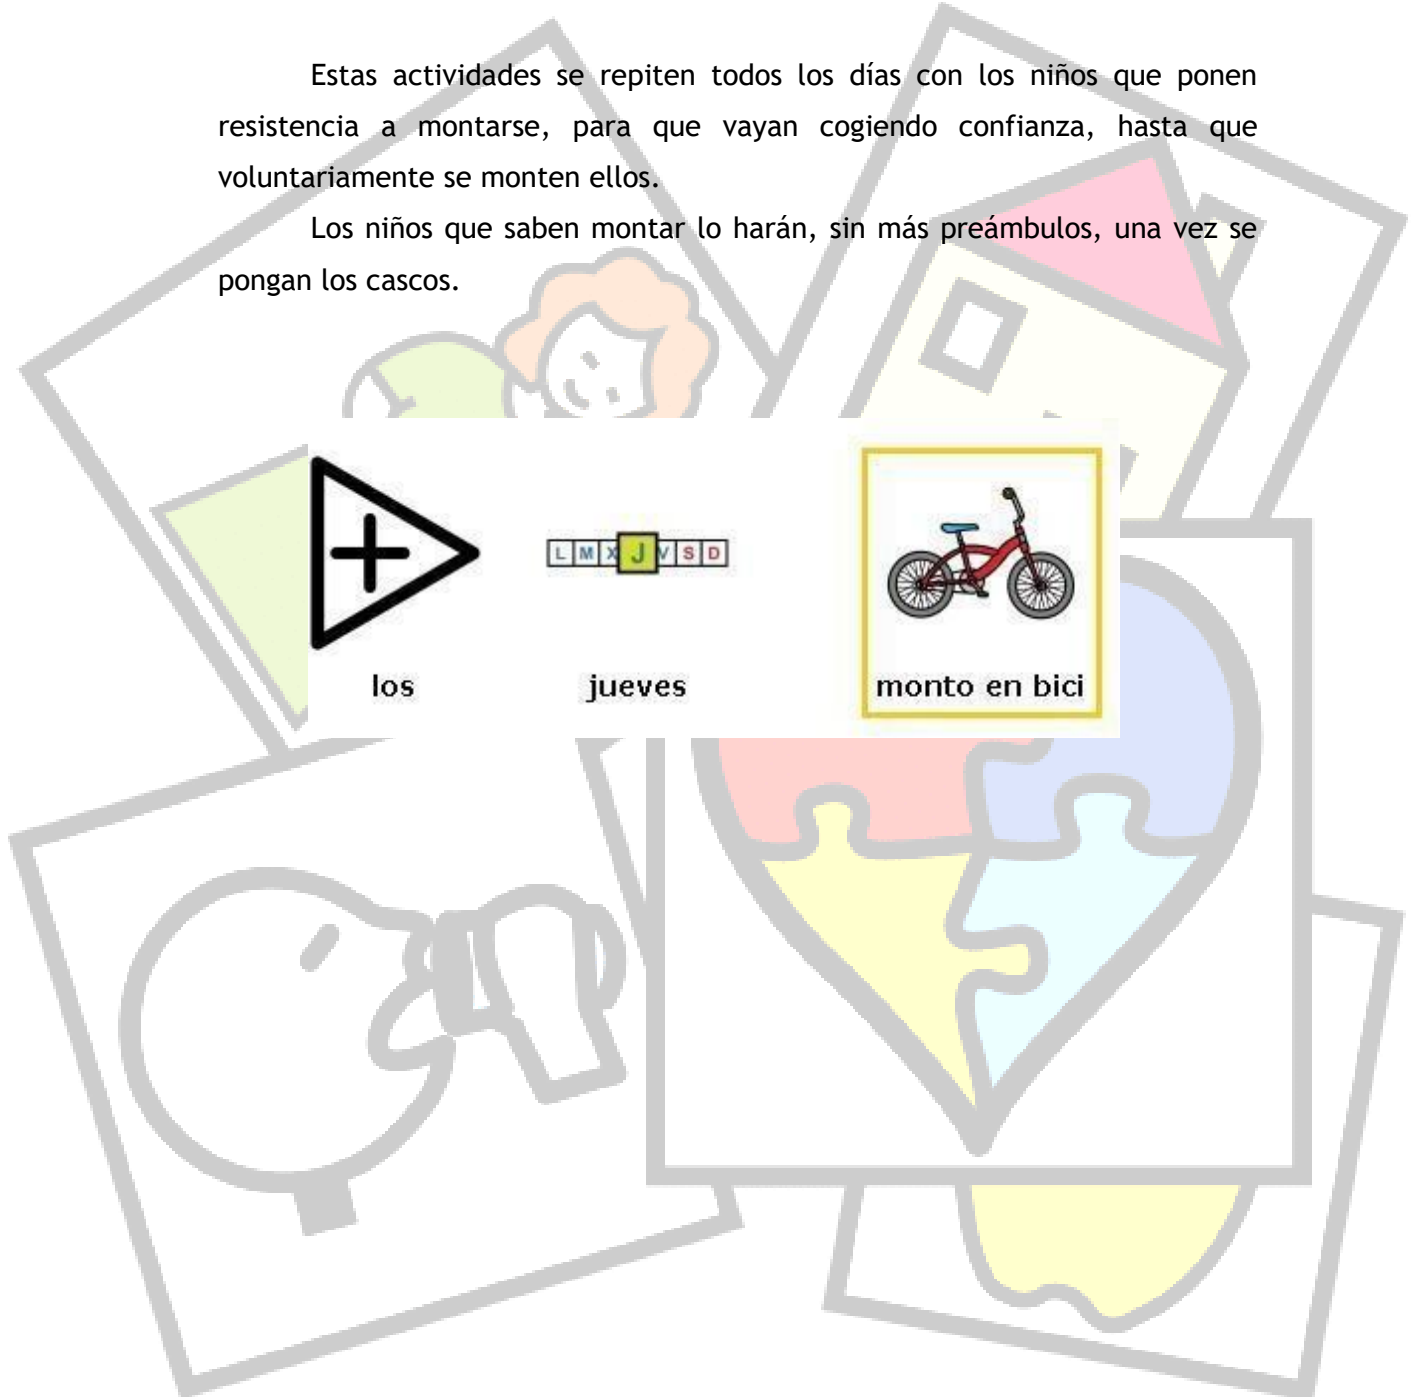 Estas actividades se repiten todos los días con los niños que ponen
resistencia a montarse, para que vayan cogiendo confianza, hasta que
voluntariamente se monten ellos.
Los niños que saben montar lo harán, sin más preámbulos, una vez se
pongan los cascos.
L M X J V S D
los jueves monto en bici